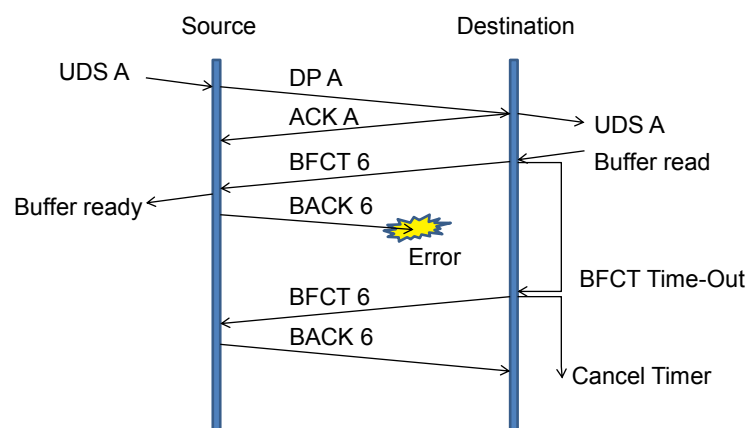 Source
Destination
UDS A
DP A
ACK A
UDS A
BFCT 6
Buffer read
Buffer ready
BACK 6
Error
BFCT Time-Out
BFCT 6
BACK 6
Cancel Timer